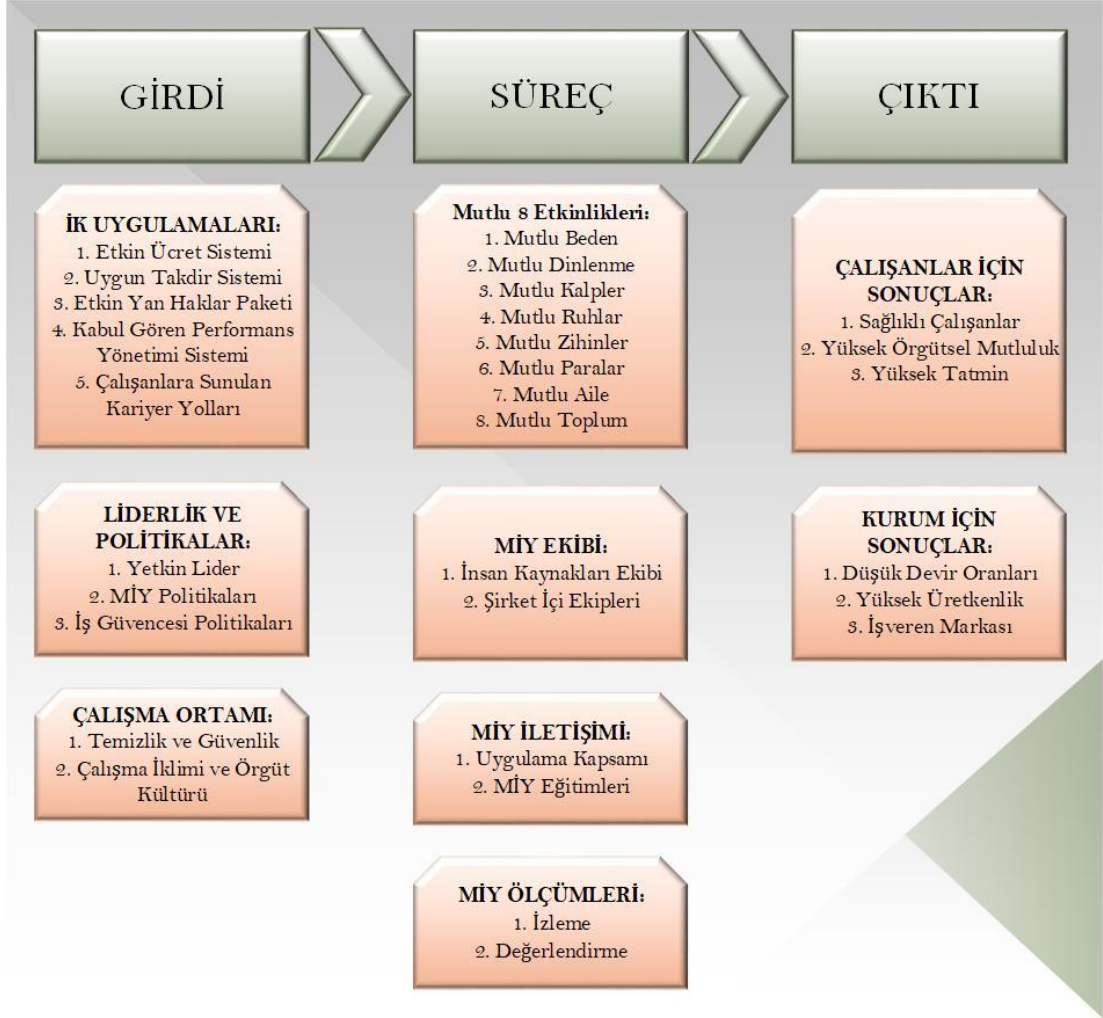 GİRDİ
SÜREÇ
ÇIKTI
İK UYGULAMALARI:
1. Etkin Ücret Sistemi
2. Uygun Takdir Sistemi
3. Etkin Yan Haklar Paketi
4. Kabul Gören Performans
Yönetimi Sistemi
5. Çalışanlara Sunulan
Kariyer Yolları
LİDERLİK VE
POLİTİKALAR:
1. Yetkin Lider
2. MİY Politikaları
3. İş Güvencesi Politikaları
ÇALIŞMA ORTAMI:
1. Temizlik ve Güvenlik
2. Çalışma İklimi ve Örgüt
Kültürü
Mutlu 8 Etkinlikleri:
1. Mutlu Beden
2. Mutlu Dinlenme
3. Mutlu Kalpler
4. Mutlu Ruhlar
5. Mutlu Zihinler
6. Mutlu Paralar
7. Mutlu Aile
8. Mutlu Toplum
MİY EKİBİ:
1. İnsan Kaynakları Ekibi
2. Şirket İçi Ekipleri
MİY İLETİŞİMİ:
1. Uygulama Kapsamı
2. MİY Eğitimleri
MİY ÖLÇÜMLERİ:
1. İzleme
2. Değerlendirme
ÇALIŞANLAR İÇİN
SONUÇLAR:
1. Sağlıklı Çalışanlar
2. Yüksek Örgütsel Mutluluk
3. Yüksek Tatmin
KURUM İÇİN
SONUÇLAR:
1. Düşük Devir Oranları
2. Yüksek Üretkenlik
3. İşveren Markası